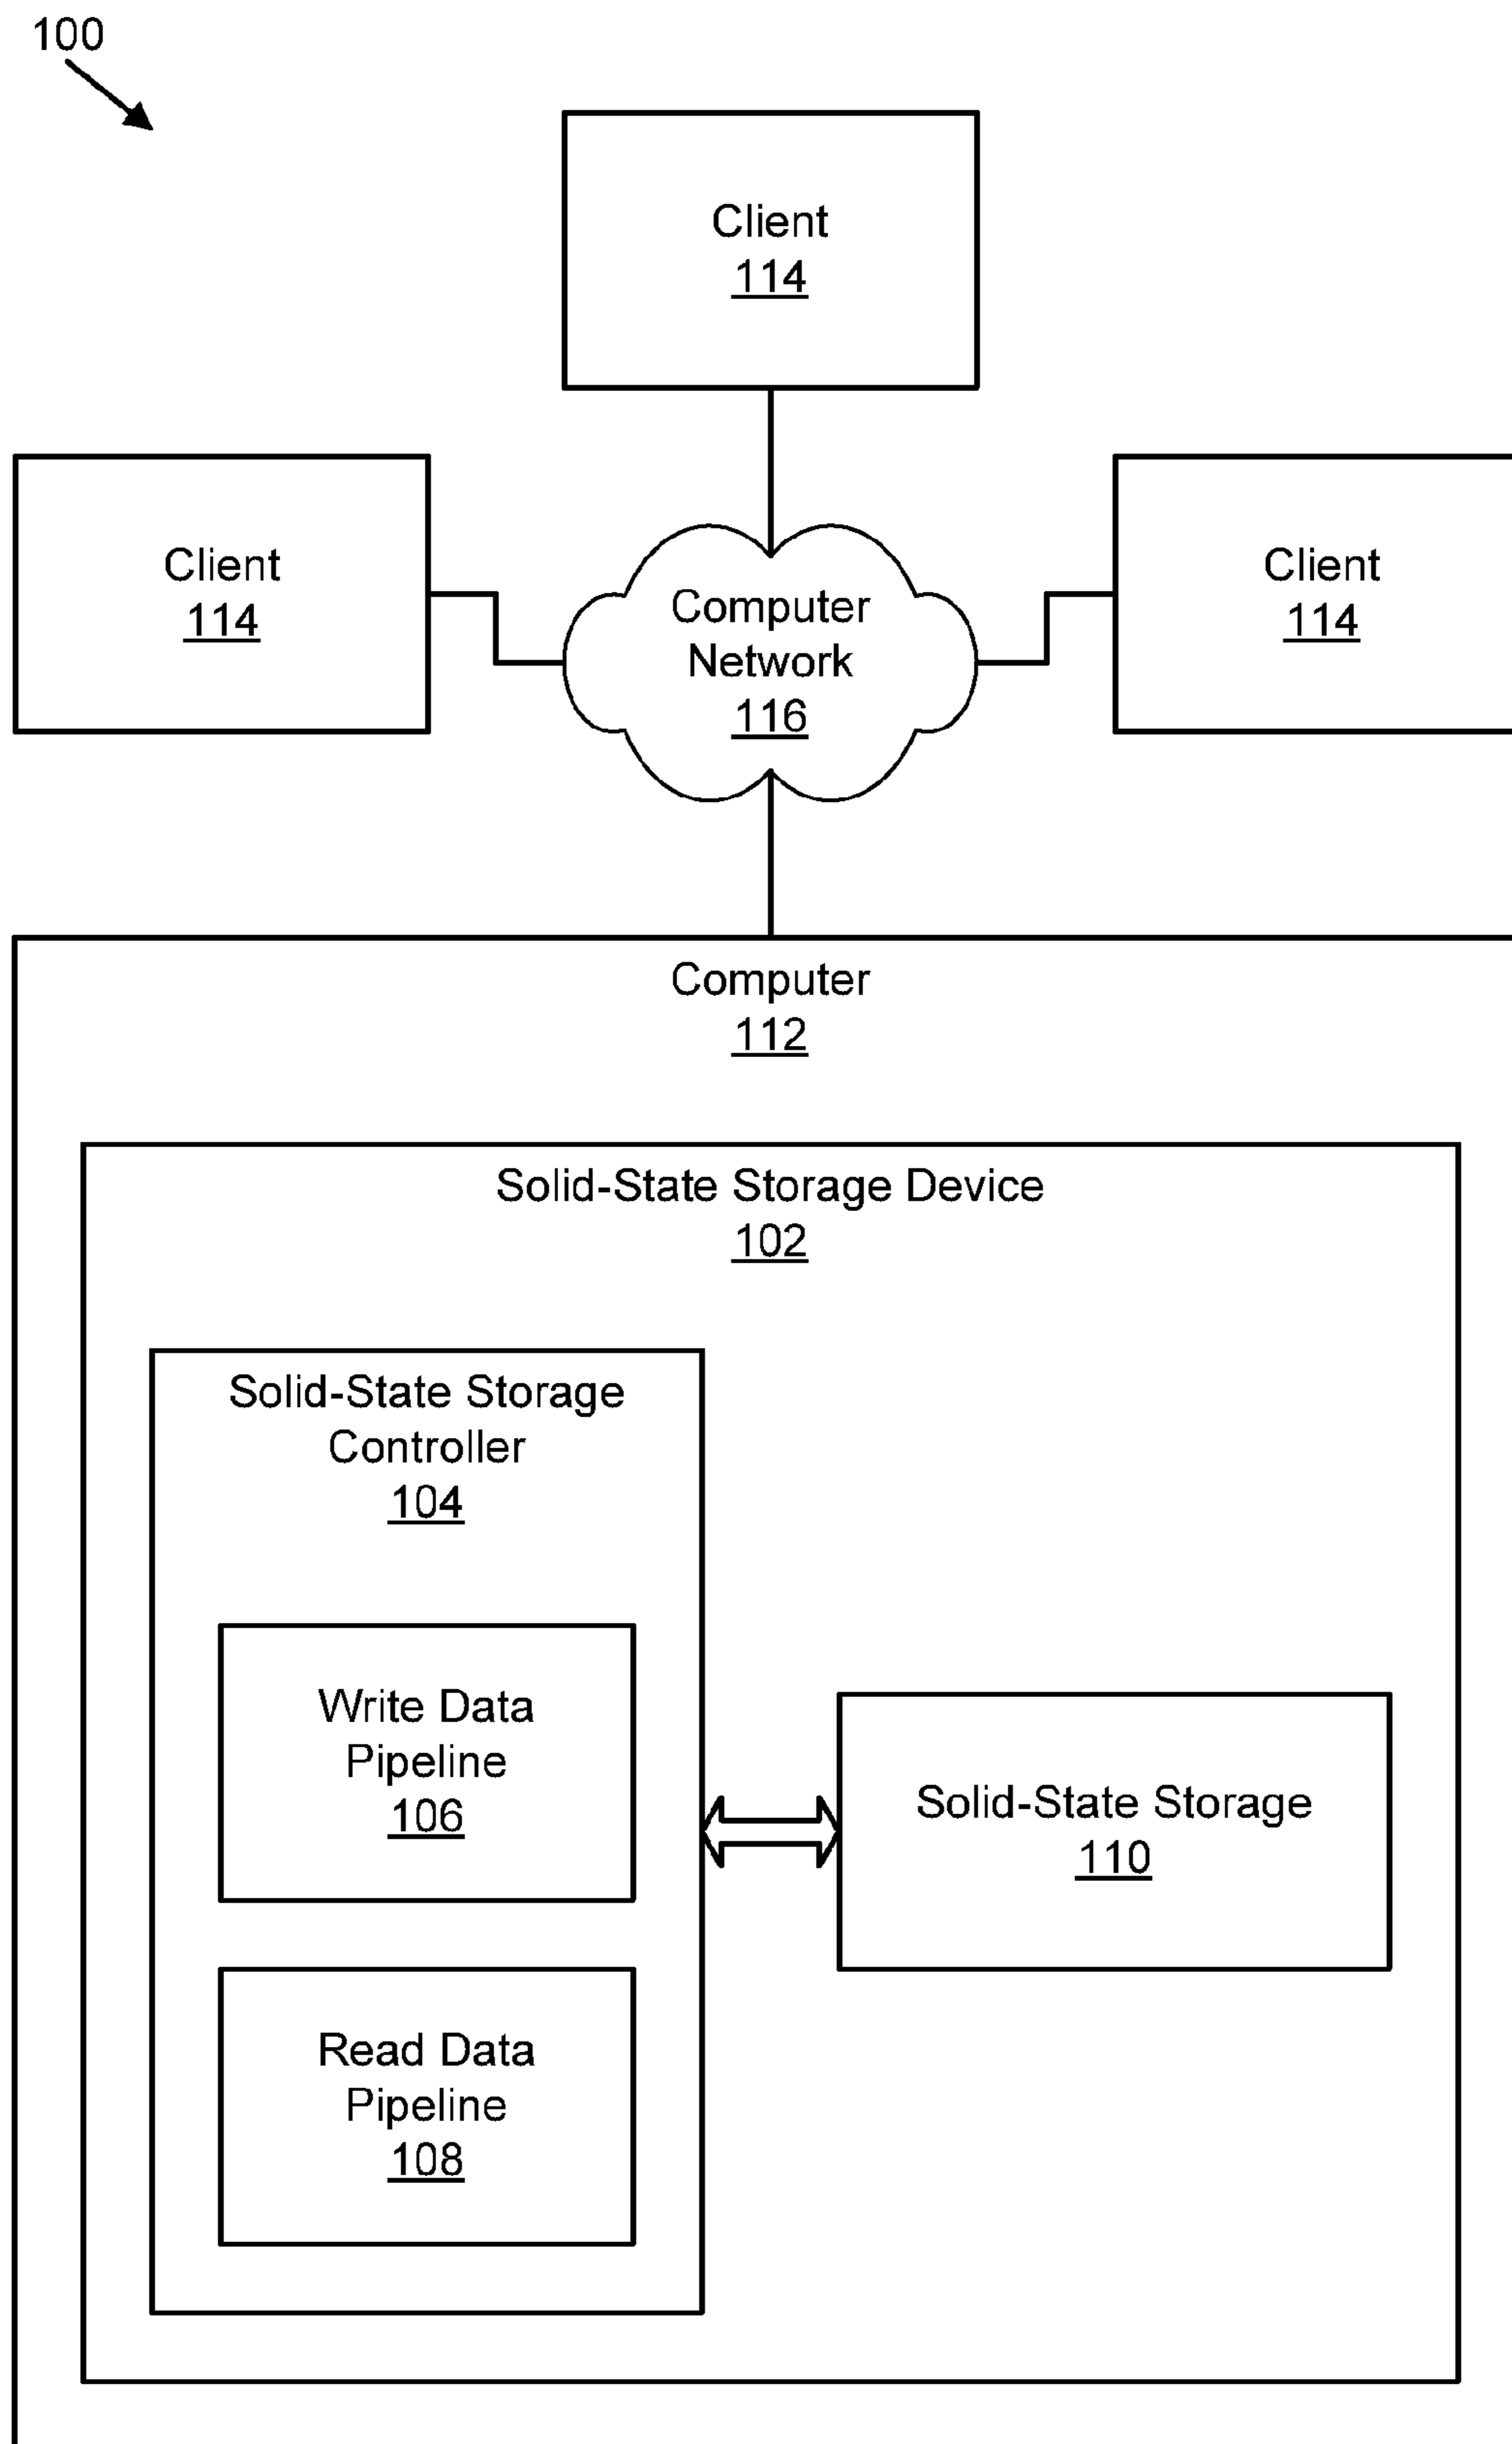 100
Client
114
Client
114
Computer
Network
116
Client
114
Computer
112
Solid-State Storage Device
102
Solid-State Storage
Controller
104
Write Data
Pipeline
106
Solid-State Storage
110
Read Data
Pipeline
108